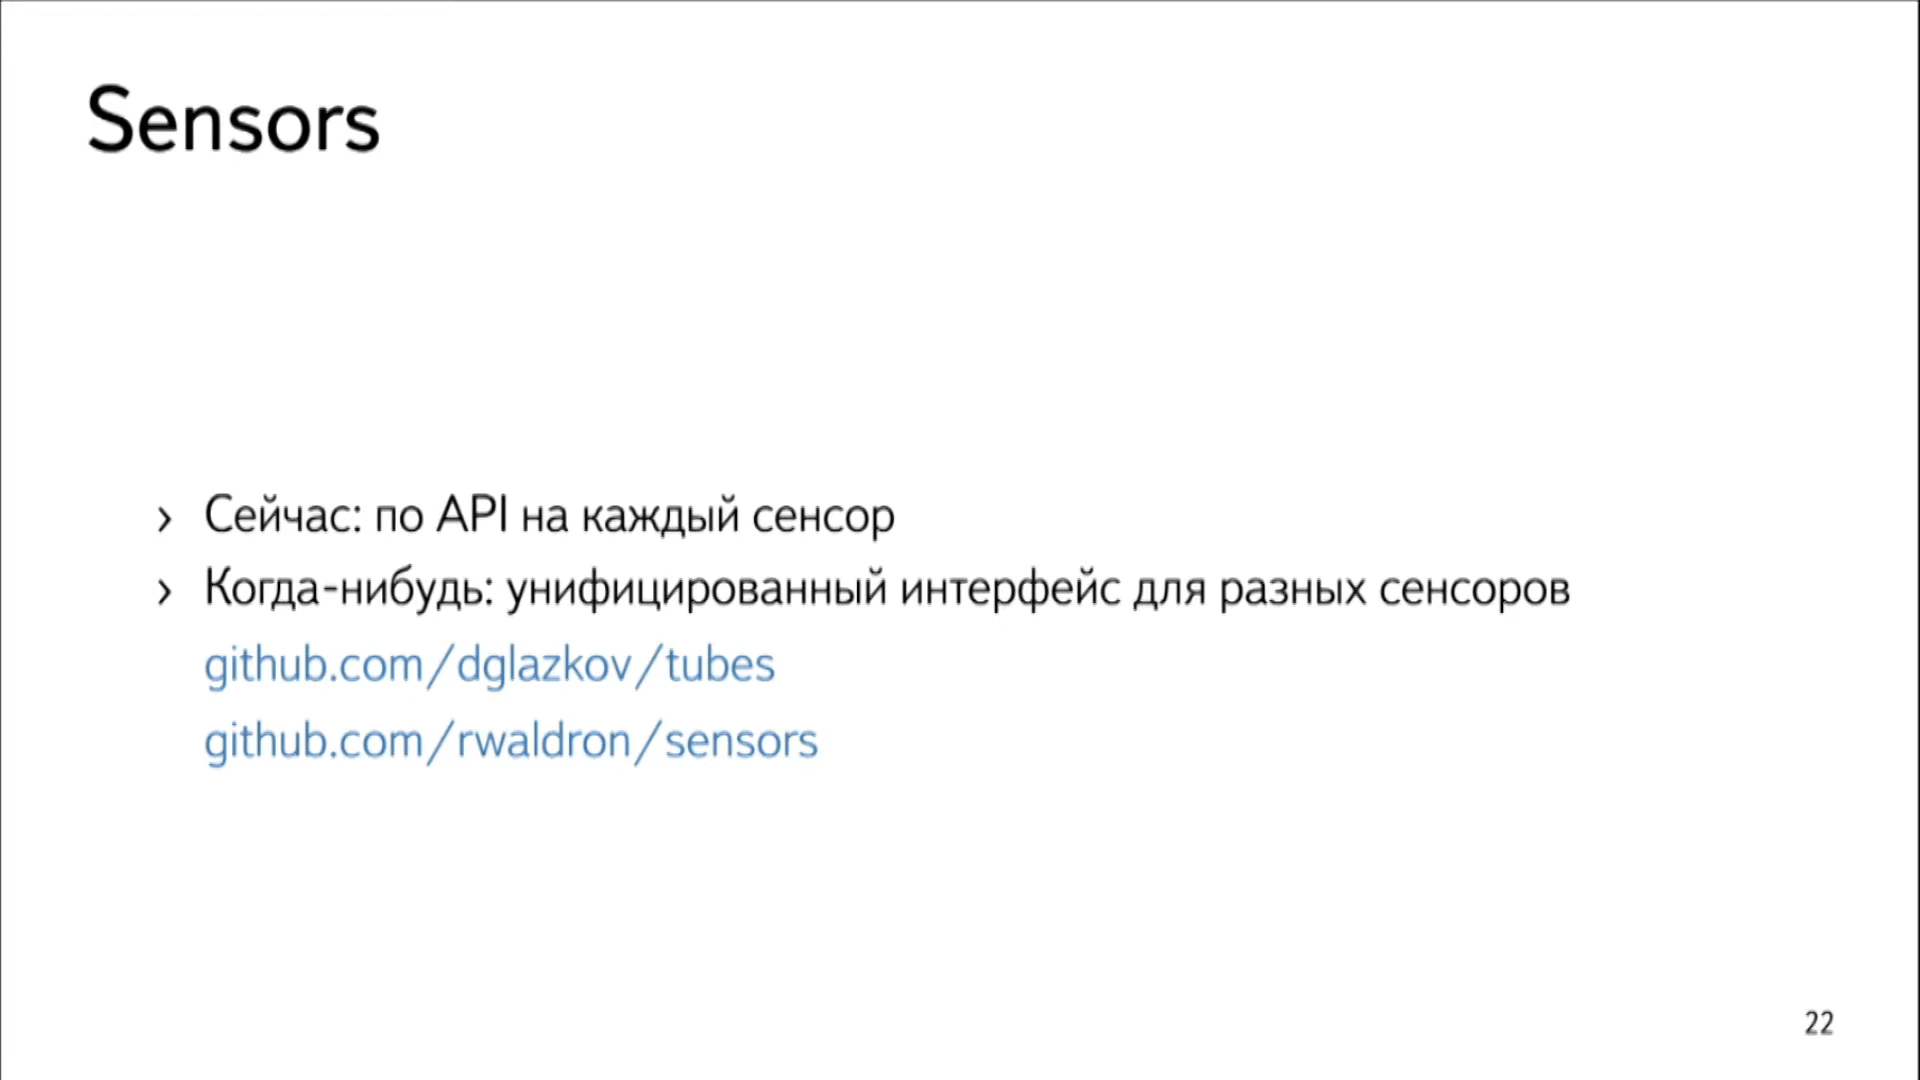 Sensors
› Сейчас: по API на каждый сенсор
› Когда-нибудь: унифицированный интерфейс для разных сенсоров
github.com/dglazkov/tubes
github.com/rwaldron/sensors
22